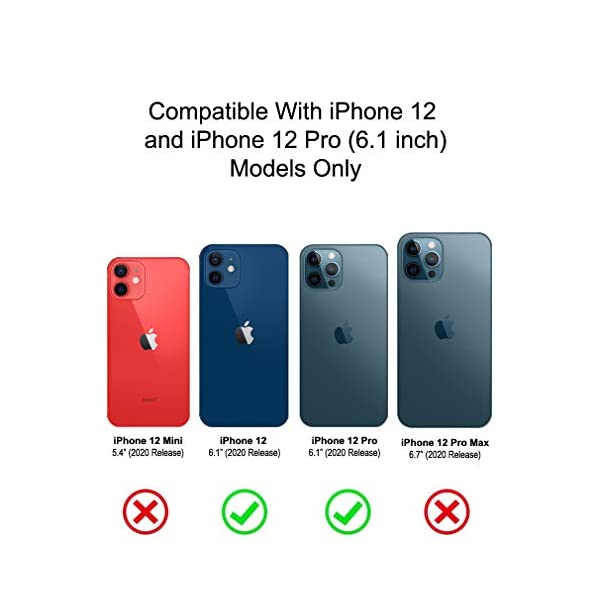 Compatible With iPhone 12
and iPhone 12 Pro (6.1 inch)
Models Only
iPhone 12 Mini
5.4" (2020 Release)
iPhone 12
6.1" (2020 Release)
iPhone 12 Pro
6.1" (2020 Release)
iPhone 12 Pro Max
6.7" (2020 Release)